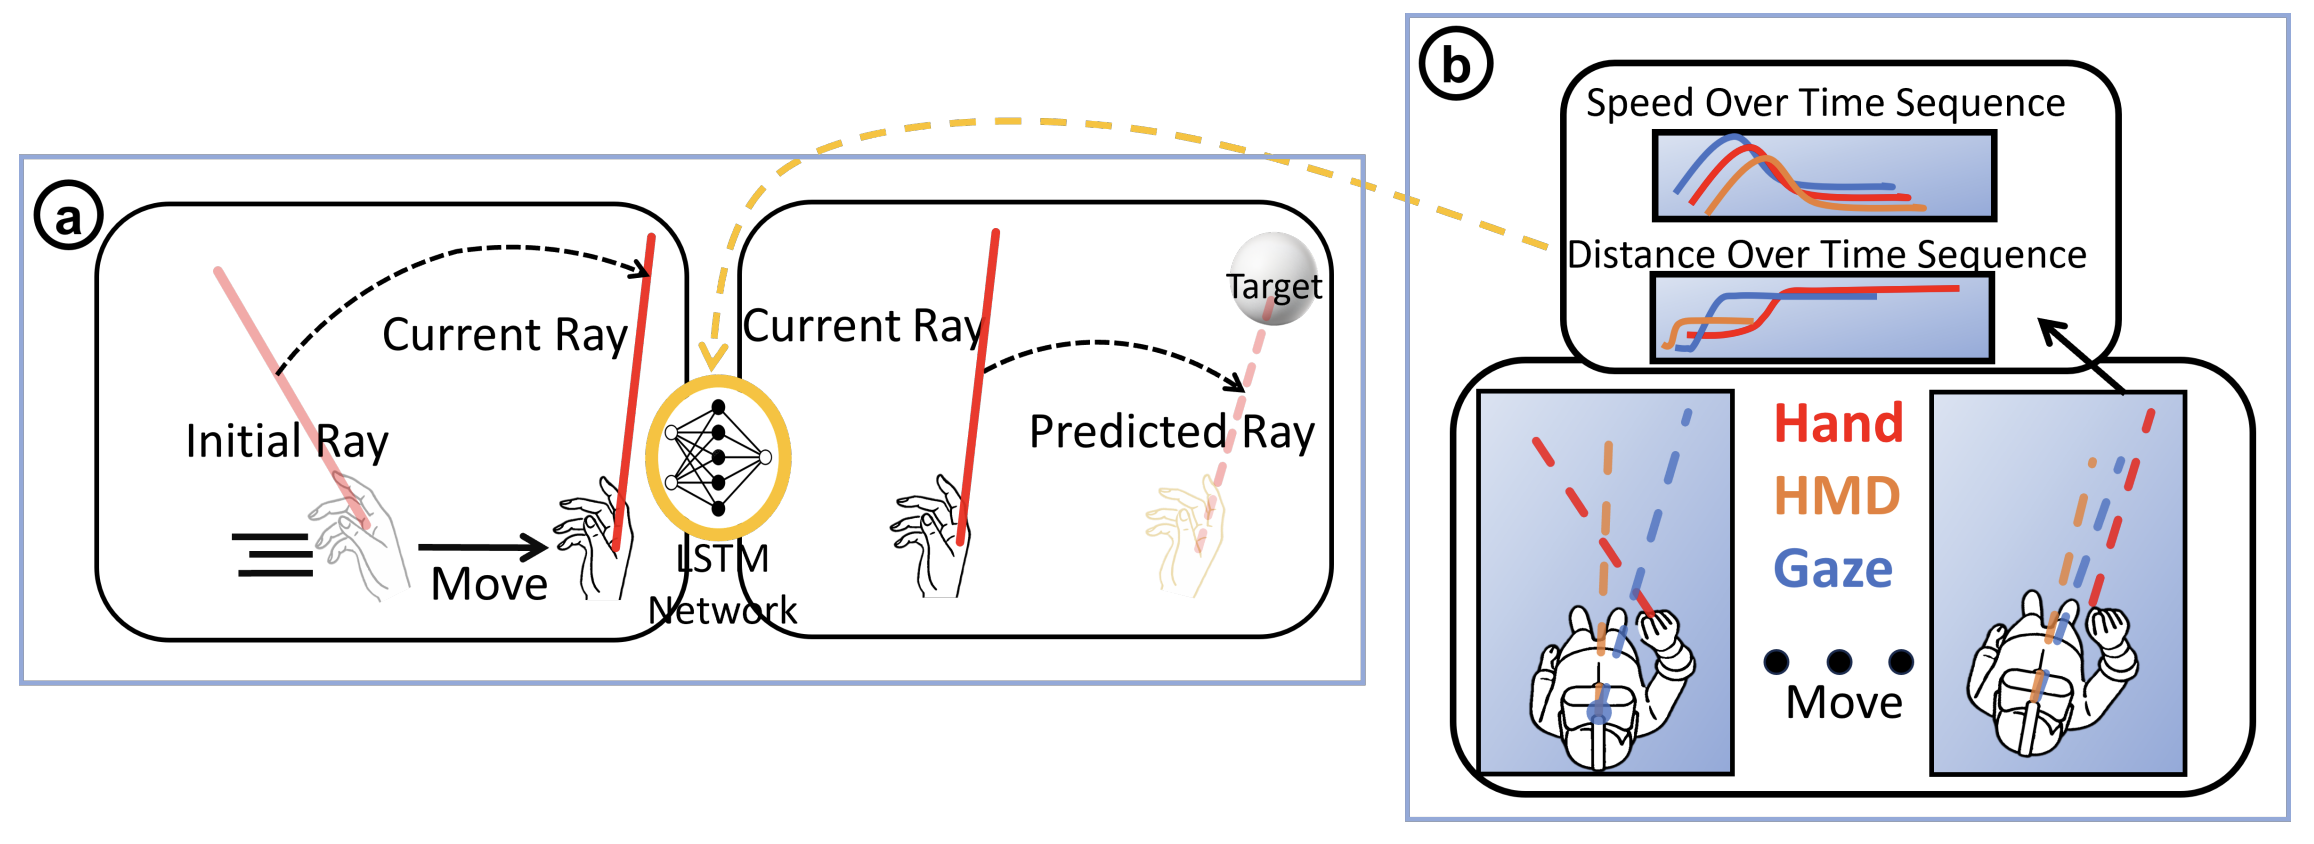 a
Initial Ray
Current Ray
Move
LSTM
Network
Current Ray
Predicted Ray
Target
b
Speed Over Time Sequence
Distance Over Time Sequence
Hand
HMD
Gaze
Move